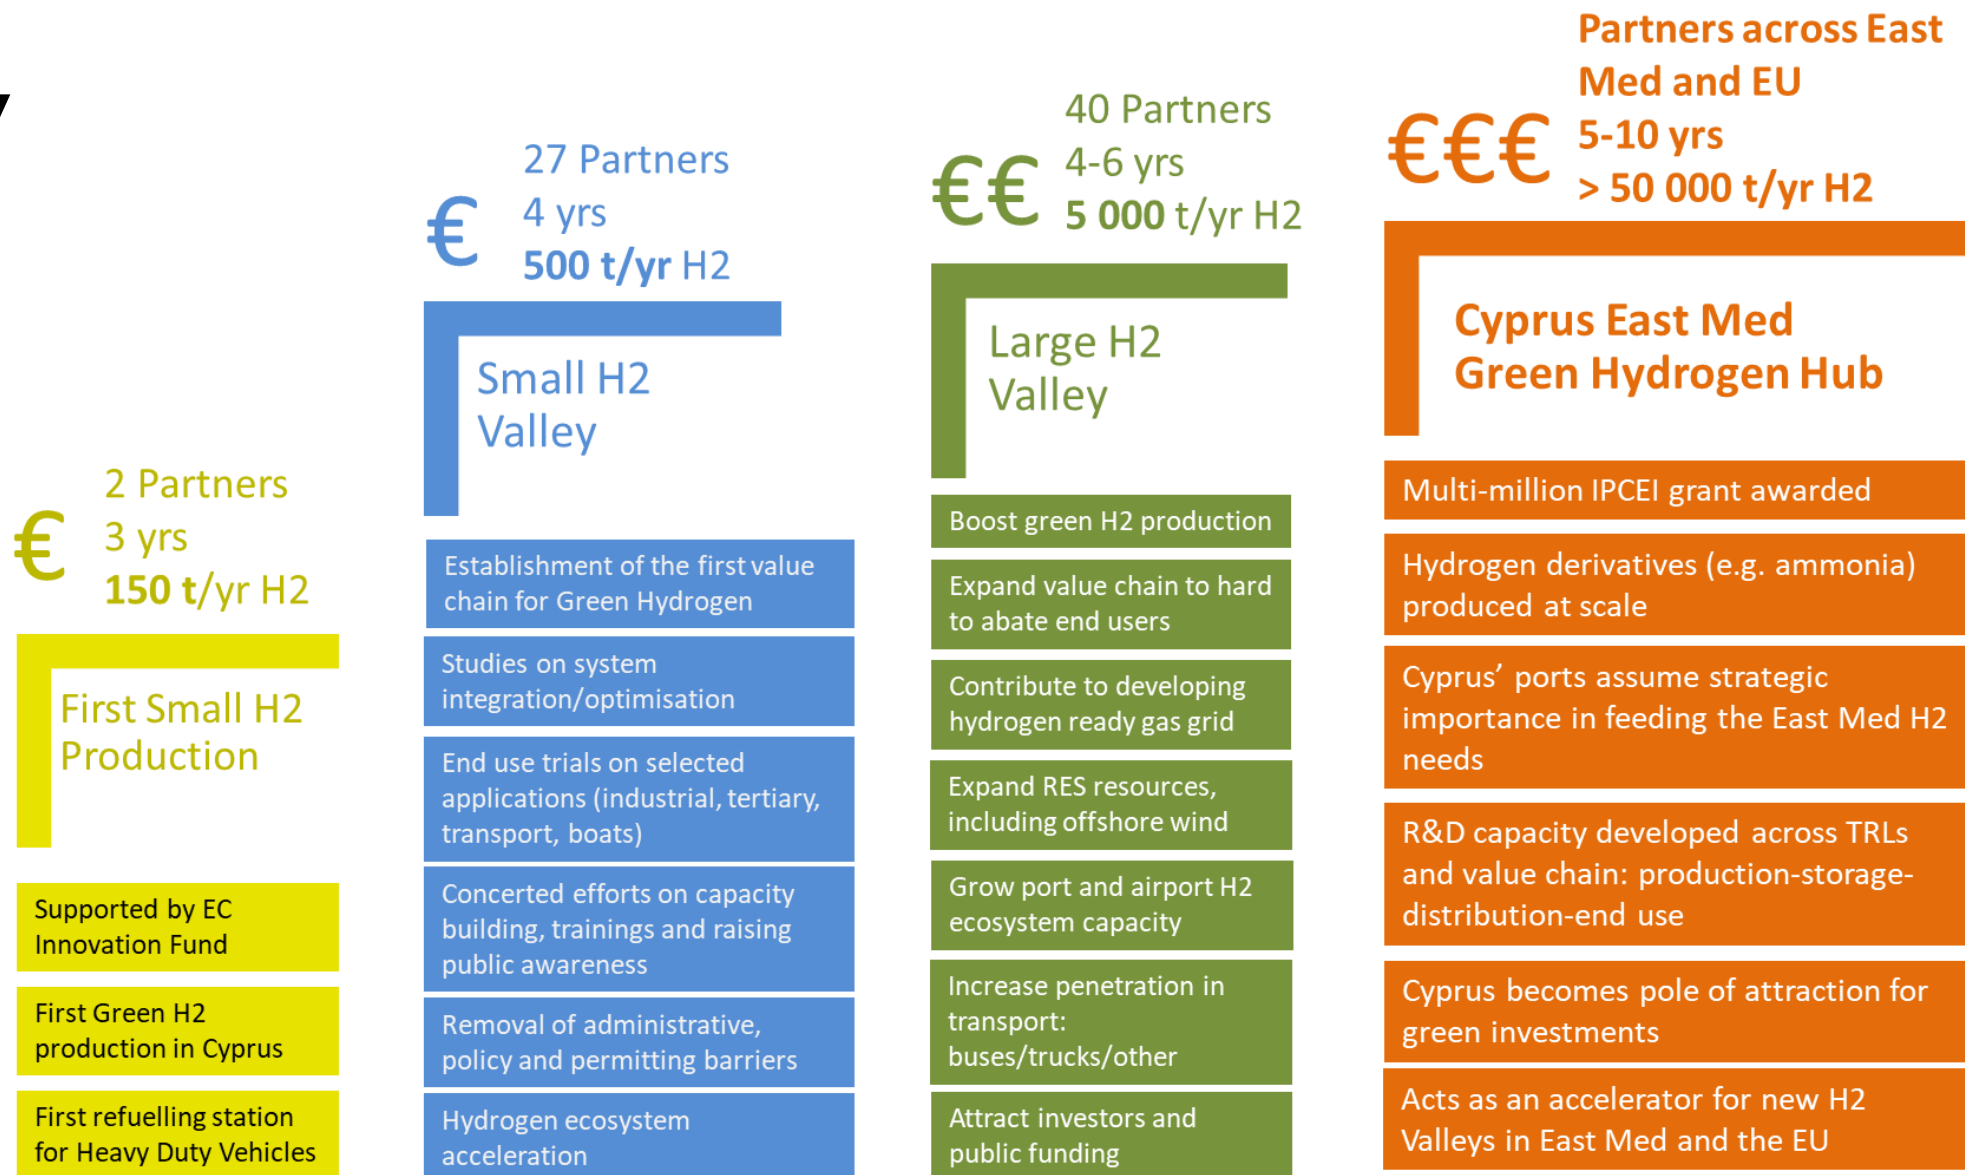 €
2 Partners
3 yrs
150 t/yr H2
First Small H2
Production
Supported by EC
Innovation Fund
First Green H2
production in Cyprus
First refuelling station
for Heavy Duty Vehicles
€
27 Partners
4 yrs
500 t/yr H2
Small H2
Valley
Establishment of the first value
chain for Green Hydrogen
Studies on system
integration/optimisation
End use trials on selected
applications (industrial, tertiary,
transport, boats)
Concerted efforts on capacity
building, trainings and raising
public awareness
Removal of administrative,
policy and permitting barriers
Hydrogen ecosystem
acceleration
€€
40 Partners
4-6 yrs
5 000 t/yr H2
Large H2
Valley
Boost green H2 production
Expand value chain to hard
to abate end users
Contribute to developing
hydrogen ready gas grid
Expand RES resources,
including offshore wind
Grow port and airport H2
ecosystem capacity
Increase penetration in
transport:
buses/trucks/other
Attract investors and
public funding
€€€
Partners across East
Med and EU
5-10 yrs
> 50 000 t/yr H2
Cyprus East Med
Green Hydrogen Hub
Multi-million IPCEI grant awarded
Hydrogen derivatives (e.g. ammonia)
produced at scale
Cyprus’ ports assume strategic
importance in feeding the East Med H2
needs
R&D capacity developed across TRLs
and value chain: production-storage-
distribution-end use
Cyprus becomes pole of attraction for
green investments
Acts as an accelerator for new H2
Valleys in East Med and the EU